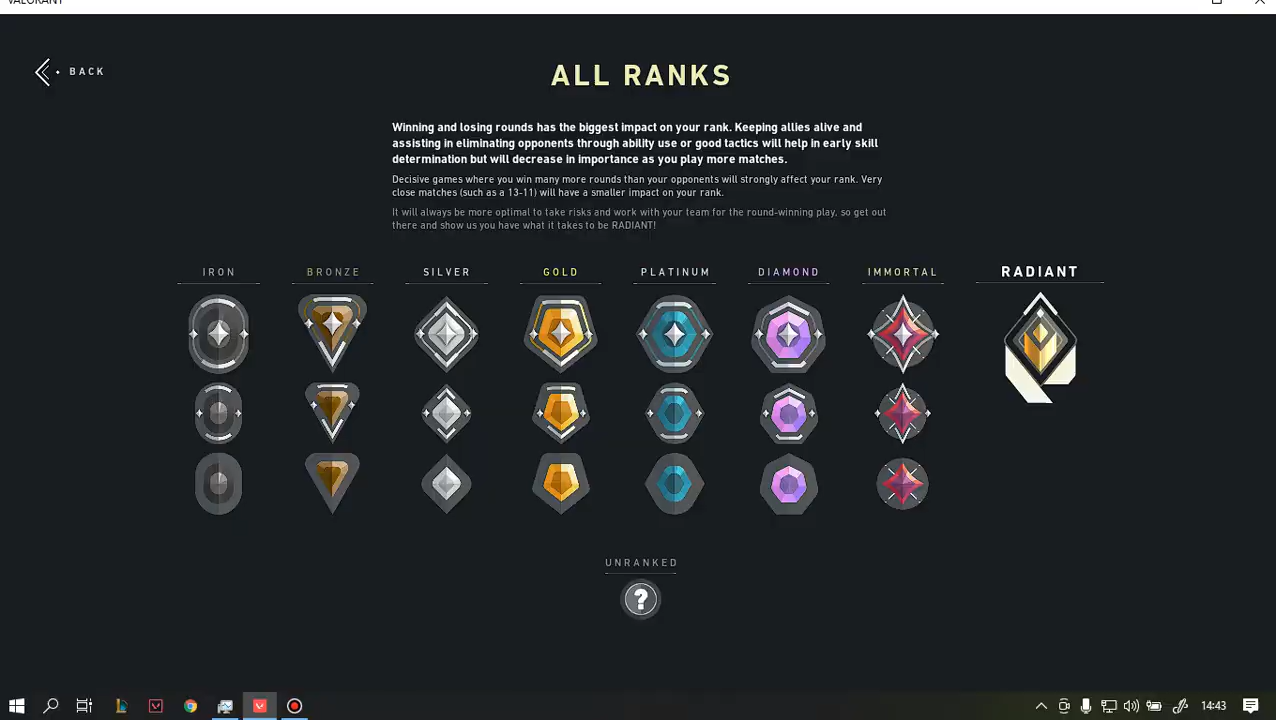 VALORANT
BACK
ALL RANKS
Winning and losing rounds has the biggest impact on your rank. Keeping allies alive and
assisting in eliminating opponents through ability use or good tactics will help in early skill
determination but will decrease in importance as you play more matches.
Decisive games where you win many more rounds than your opponents will strongly affect your rank. Very
close matches (such as a 13-11) will have a smaller impact on your rank.
It will always be more optimal to take risks and work with your team for the round-winning play, so get out
there and show us you have what it takes to be RADIANT!
IRON BRONZE SILVER GOLD PLATINUM DIAMOND IMMORTAL RADIANT
UNRANKED
?
14:43